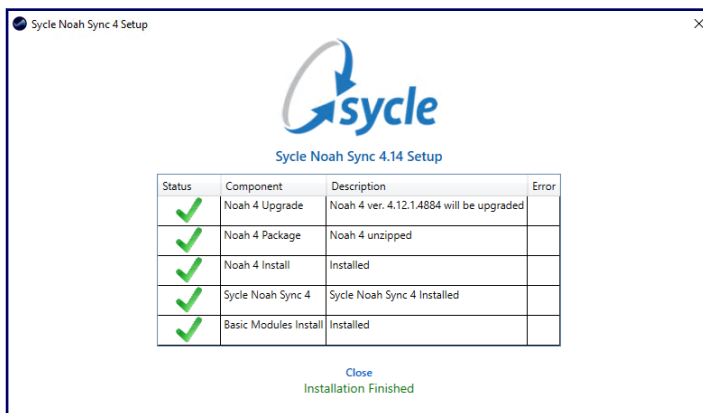 Sycle Noah Sync 4 Setup
sycle
Sycle Noah Sync 4.14 Setup
Status Component Description Error
Noah 4 Upgrade Noah 4 ver. 4.12.1.4884 will be upgraded
Noah 4 Package Noah 4 unzipped
Noah 4 Install Installed
Sycle Noah Sync 4 Sycle Noah Sync 4 Installed
Basic Modules Install Installed
Close
Installation Finished